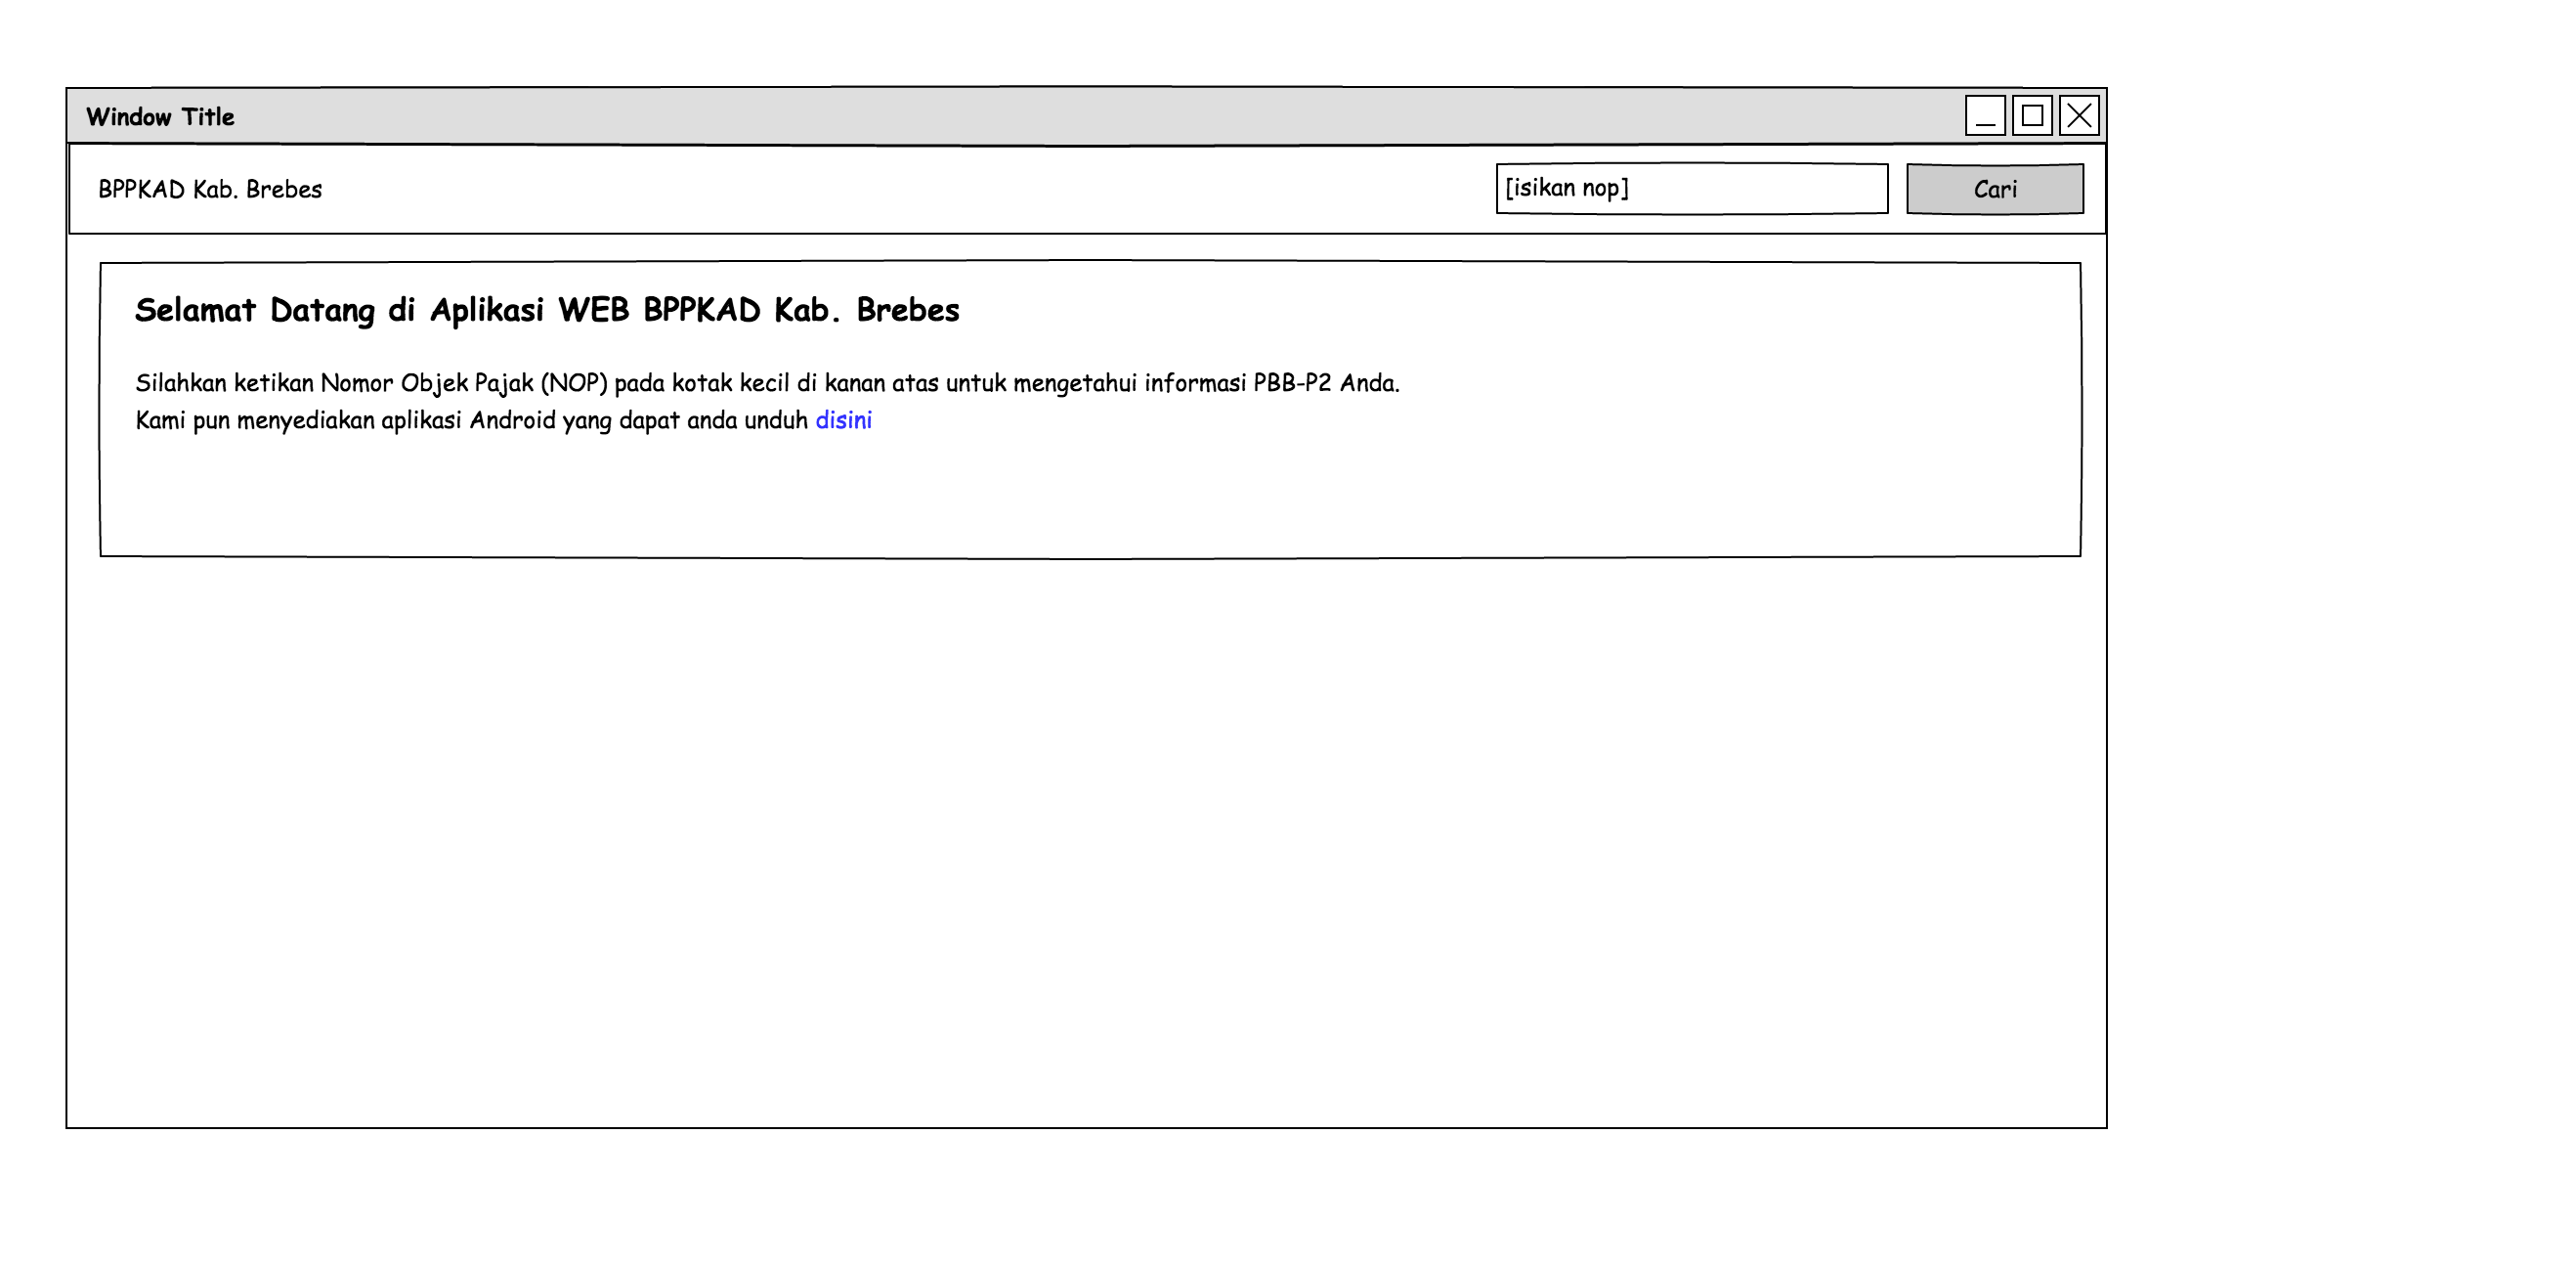 Window Title
BPPKAD Kab. Brebes
[isikan nop]
Cari
Selamat Datang di Aplikasi WEB BPPKAD Kab. Brebes
Silahkan ketikan Nomor Objek Pajak (NOP) pada kotak kecil di kanan atas untuk mengetahui informasi PBB-P2 Anda.
Kami pun menyediakan aplikasi Android yang dapat anda unduh disini